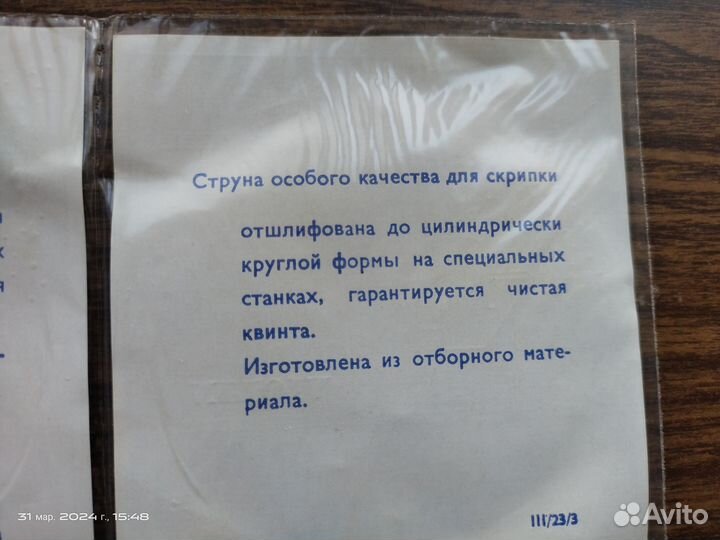 Струна особого качества для скрипки
отшлифована до цилиндрически
круглой формы на специальных
станках, гарантируется чистая
квинта.
Изготовлена из отборного мате-
риала.
III/23/3
31 мар. 2024 г., 15:48
Avito